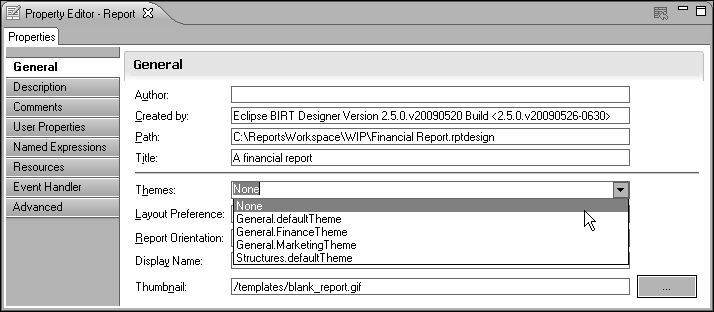 Property Editor - Report
Properties
General
Description
Comments
User Properties
Named Expressions
Resources
Event Handler
Advanced
General
Author:
Created by: Eclipse BIRT Designer Version 2.5.0.v20090520 Build <2.5.0.v20090526-0630>
Path: C:\ReportsWorkspace\WIP\Financial Report.rptdesign
Title: A financial report
Themes: None
None
Layout Preference:
General.defaultTheme
General.FinanceTheme
Report Orientation:
General.MarketingTheme
Display Name:
Structures.defaultTheme
Thumbnail: /templates/blank_report.gif ...